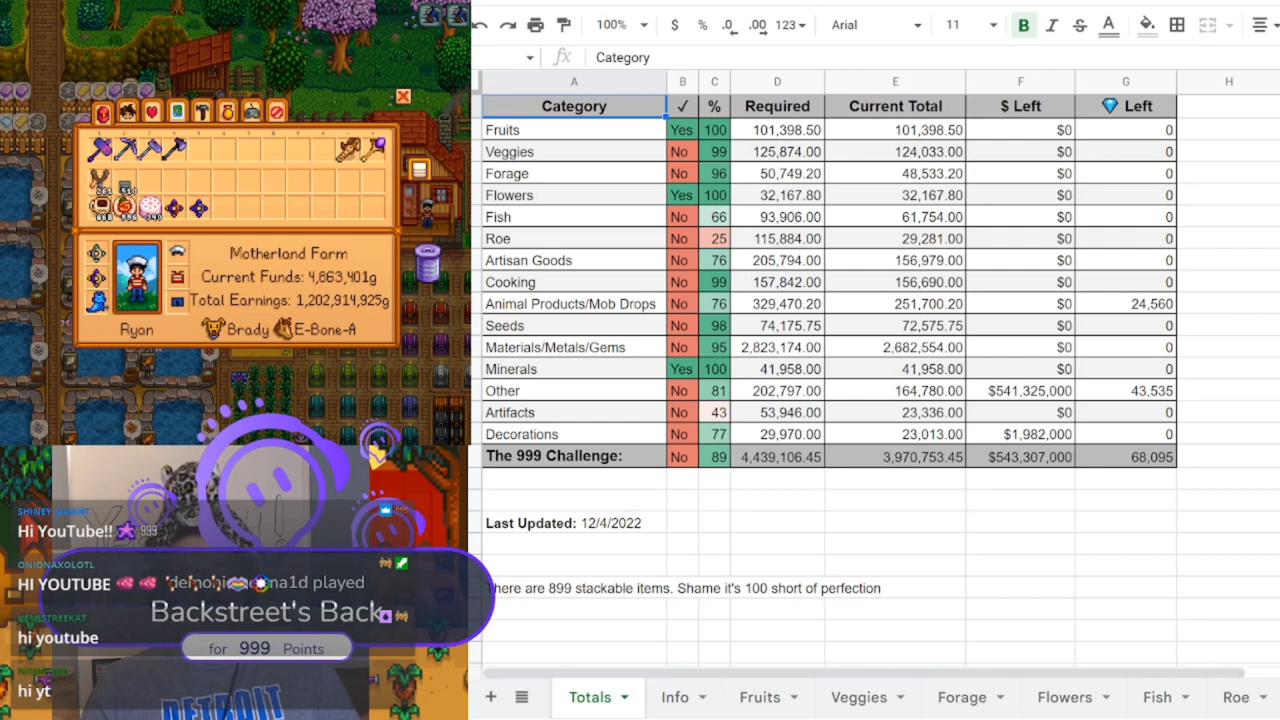 100%
$ % .0 .00 123
Arial
11
B I S A
fx Category
A B C D E F G H
Category ✓ % Required Current Total $ Left 💎 Left
Fruits Yes 100 101,398.50 101,398.50 $0 0
Veggies No 99 125,874.00 124,033.00 $0 0
Forage No 96 50,749.20 48,533.20 $0 0
Flowers Yes 100 32,167.80 32,167.80 $0 0
Fish No 66 93,906.00 61,754.00 $0 0
Roe No 25 115,884.00 29,281.00 $0 0
Artisan Goods No 76 205,794.00 156,979.00 $0 0
Cooking No 99 157,842.00 156,690.00 $0 0
Animal Products/Mob Drops No 76 329,470.20 251,700.20 $0 24,560
Seeds No 98 74,175.75 72,575.75 $0 0
Materials/Metals/Gems No 95 2,823,174.00 2,682,554.00 $0 0
Minerals Yes 100 41,958.00 41,958.00 $0 0
Other No 81 202,797.00 164,780.00 $541,325,000 43,535
Artifacts No 43 53,946.00 23,336.00 $0 0
Decorations No 77 29,970.00 23,013.00 $1,982,000 0
The 999 Challenge: No 89 4,439,106.45 3,970,753.45 $543,307,000 68,095
Last Updated: 12/4/2022
There are 899 stackable items. Shame it's 100 short of perfection
+ Totals Info Fruits Veggies Forage Flowers Fish Roe
Motherland Farm
Current Funds: 4,663,401g
Total Earnings: 1,202,914,925g
Ryon
Brady E-Bone-A
Hi YouTube!! 999
ONIONAXOLOTL
HI YOUTUBE
played
Backstreet's Back
for 999 Points
hi youtube
hi yt
DETROIT